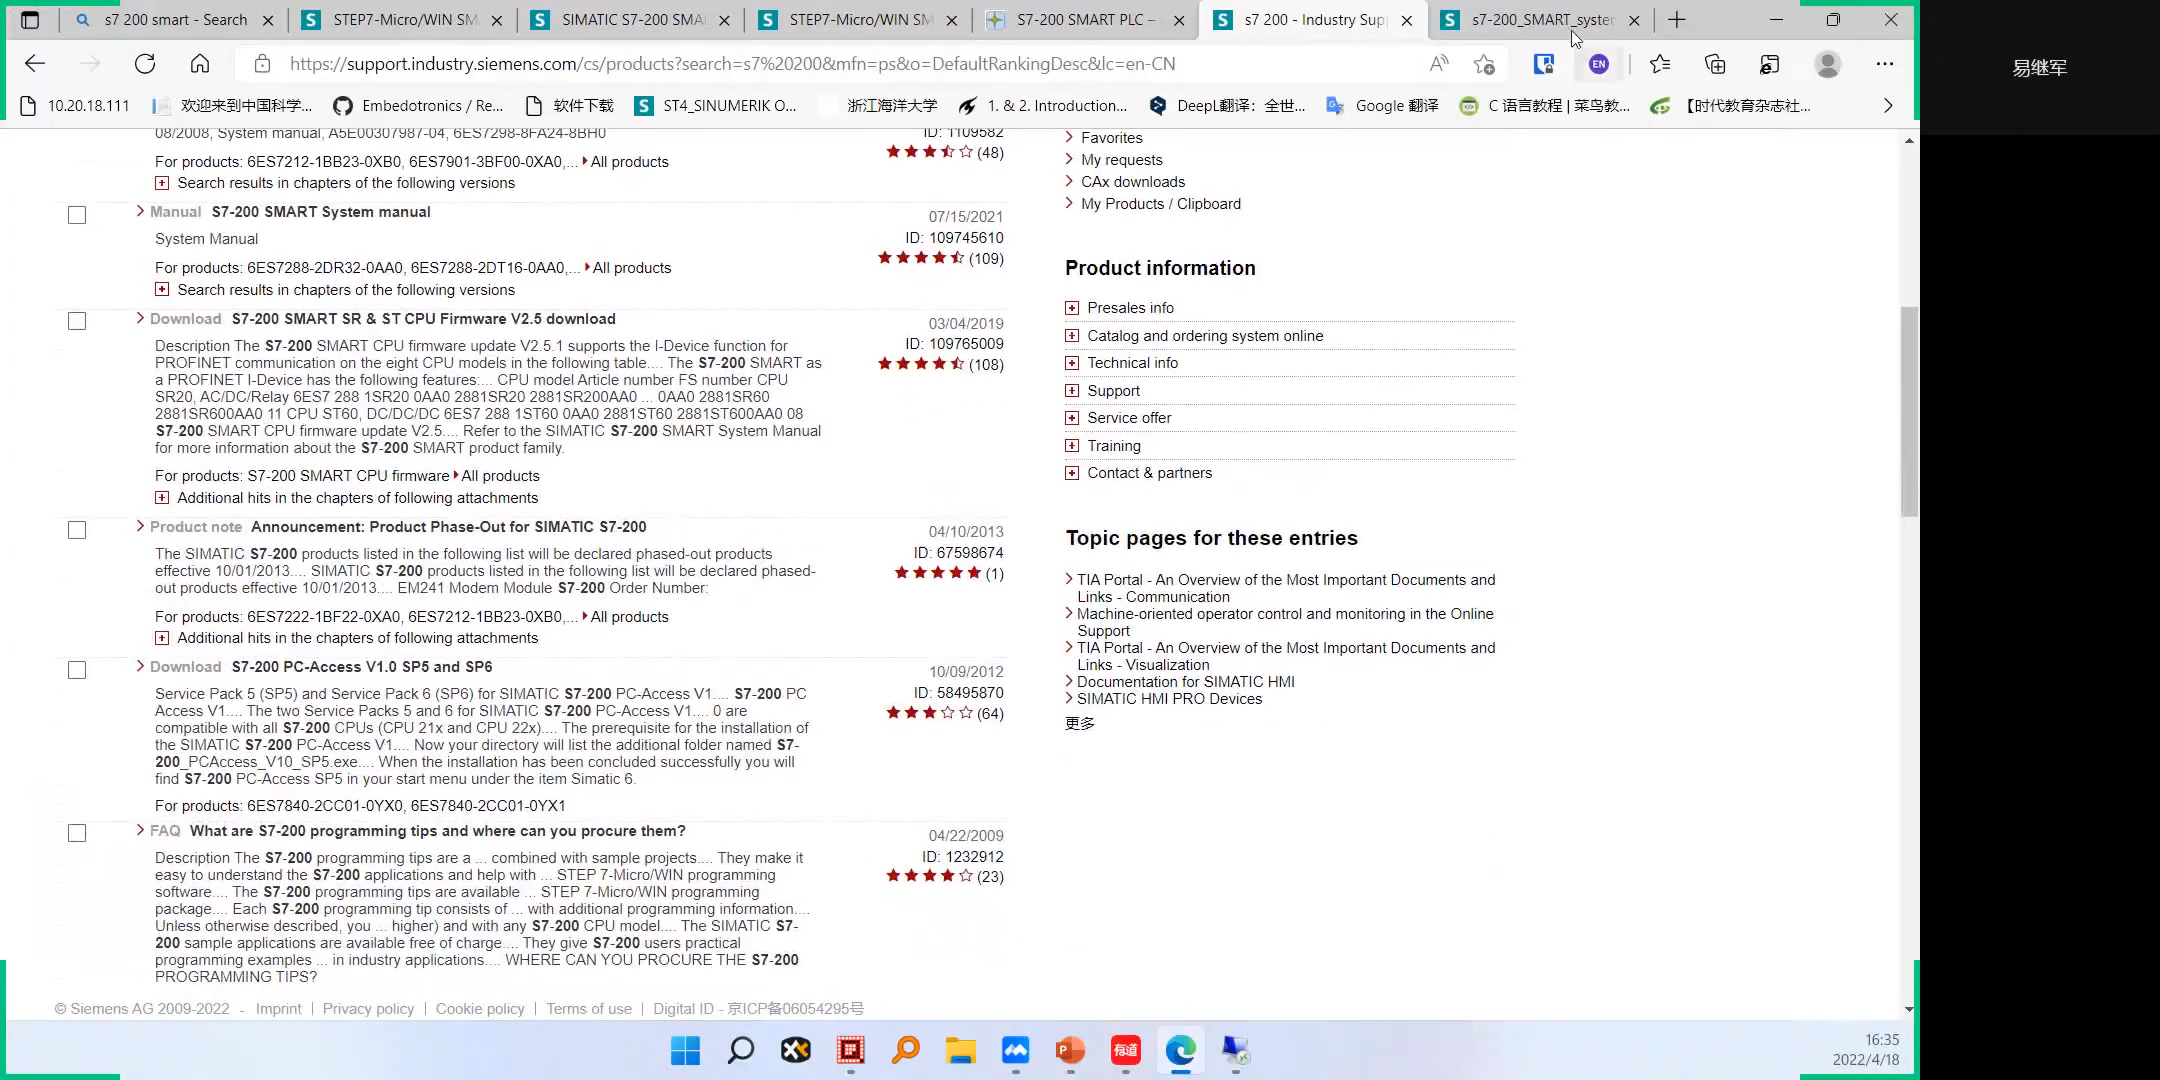 s7 200 smart - Search
STEP7-Micro/WIN SM
SIMATIC S7-200 SMA
STEP7-Micro/WIN SM
S7-200 SMART PLC –
s7 200 - Industry Sup
s7-200_SMART_system
https://support.industry.siemens.com/cs/products?search=s7%20200&mfn=ps&o=DefaultRankingDesc&lc=en-CN
EN
易继军
10.20.18.111
欢迎来到中国科学...
Embedotronics / Re...
软件下载
ST4_SINUMERIK O...
浙江海洋大学
1. & 2. Introduction...
DeepL翻译：全世...
Google 翻译
C 语言教程 | 菜鸟教...
【时代教育杂志社...
08/2008, System manual, A5E00307987-04, 6ES7298-8FA24-8BH0
ID: 1109582
(48)
For products: 6ES7212-1BB23-0XB0, 6ES7901-3BF00-0XA0,... All products
Search results in chapters of the following versions
Manual S7-200 SMART System manual
07/15/2021
System Manual
ID: 109745610
(109)
For products: 6ES7288-2DR32-0AA0, 6ES7288-2DT16-0AA0,... All products
Search results in chapters of the following versions
Download S7-200 SMART SR & ST CPU Firmware V2.5 download
03/04/2019
ID: 109765009
(108)
Description The S7-200 SMART CPU firmware update V2.5.1 supports the I-Device function for
PROFINET communication on the eight CPU models in the following table.... The S7-200 SMART as
a PROFINET I-Device has the following features:... CPU model Article number FS number CPU
SR20, AC/DC/Relay 6ES7 288 1SR20 0AA0 2881SR20 2881SR200AA0 ... 0AA0 2881SR60
2881SR600AA0 11 CPU ST60, DC/DC/DC 6ES7 288 1ST60 0AA0 2881ST60 2881ST600AA0 08
S7-200 SMART CPU firmware update V2.5.... Refer to the SIMATIC S7-200 SMART System Manual
for more information about the S7-200 SMART product family.
For products: S7-200 SMART CPU firmware All products
Additional hits in the chapters of following attachments
Product note Announcement: Product Phase-Out for SIMATIC S7-200
04/10/2013
ID: 67598674
(1)
The SIMATIC S7-200 products listed in the following list will be declared phased-out products
effective 10/01/2013.... SIMATIC S7-200 products listed in the following list will be declared phased-
out products effective 10/01/2013.... EM241 Modem Module S7-200 Order Number:
For products: 6ES7222-1BF22-0XA0, 6ES7212-1BB23-0XB0,... All products
Additional hits in the chapters of following attachments
Download S7-200 PC-Access V1.0 SP5 and SP6
10/09/2012
ID: 58495870
(64)
Service Pack 5 (SP5) and Service Pack 6 (SP6) for SIMATIC S7-200 PC-Access V1.... S7-200 PC
Access V1.... The two Service Packs 5 and 6 for SIMATIC S7-200 PC-Access V1.... 0 are
compatible with all S7-200 CPUs (CPU 21x and CPU 22x).... The prerequisite for the installation of
the SIMATIC S7-200 PC-Access V1.... Now your directory will list the additional folder named S7-
200_PCAccess_V10_SP5.exe.... When the installation has been concluded successfully you will
find S7-200 PC-Access SP5 in your start menu under the item Simatic 6.
For products: 6ES7840-2CC01-0YX0, 6ES7840-2CC01-0YX1
FAQ What are S7-200 programming tips and where can you procure them?
04/22/2009
ID: 1232912
(23)
Description The S7-200 programming tips are a ... combined with sample projects.... They make it
easy to understand the S7-200 applications and help with ... STEP 7-Micro/WIN programming
software.... The S7-200 programming tips are available ... STEP 7-Micro/WIN programming
package.... Each S7-200 programming tip consists of ... with additional programming information....
Unless otherwise described, you ... higher) and with any S7-200 CPU model.... The SIMATIC S7-
200 sample applications are available free of charge.... They give S7-200 users practical
programming examples ... in industry applications.... WHERE CAN YOU PROCURE THE S7-200
PROGRAMMING TIPS?
Favorites
My requests
CAx downloads
My Products / Clipboard
Product information
Presales info
Catalog and ordering system online
Technical info
Support
Service offer
Training
Contact & partners
Topic pages for these entries
TIA Portal - An Overview of the Most Important Documents and
Links - Communication
Machine-oriented operator control and monitoring in the Online
Support
TIA Portal - An Overview of the Most Important Documents and
Links - Visualization
Documentation for SIMATIC HMI
SIMATIC HMI PRO Devices
更多
© Siemens AG 2009-2022 - Imprint | Privacy policy | Cookie policy | Terms of use | Digital ID - 京ICP备06054295号
有道
16:35
2022/4/18